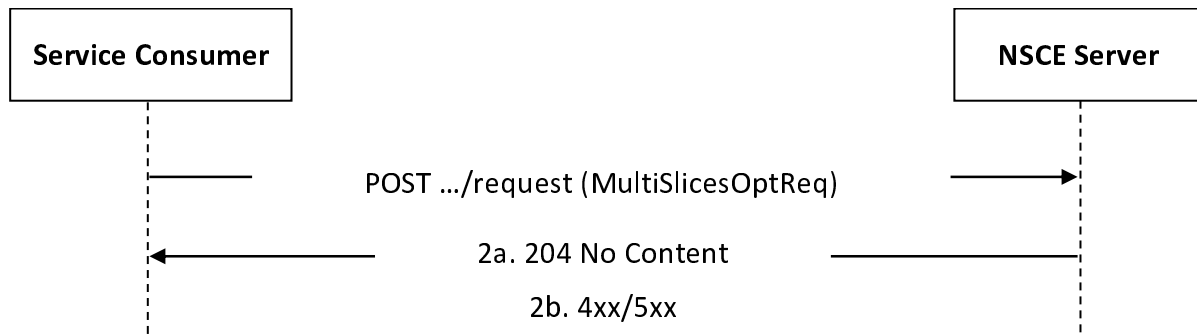 Service Consumer
NSCE Server
POST .../request (MultiSlicesOptReq)
2a. 204 No Content
2b. 4xx/5xx